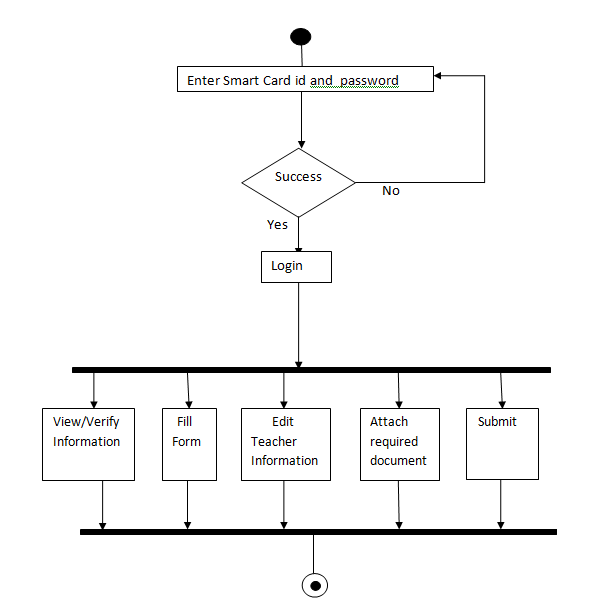 Enter Smart Card id and password
Success
No
Yes
Login
View/Verify
Information
Fill
Form
Edit
Teacher
Information
Attach
required
document
Submit